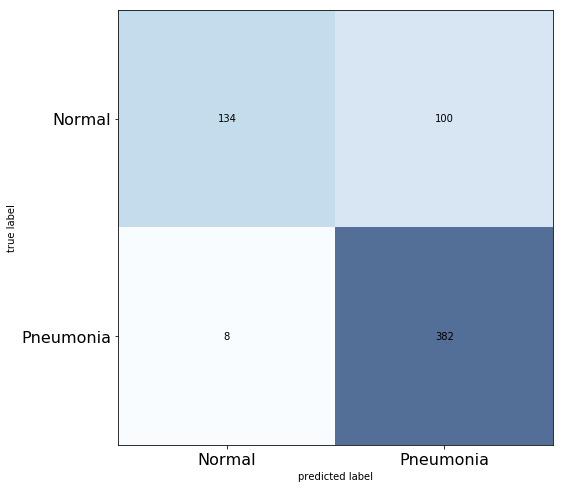 Normal
134
100
true label
Pneumonia
8
382
Normal
Pneumonia
predicted label